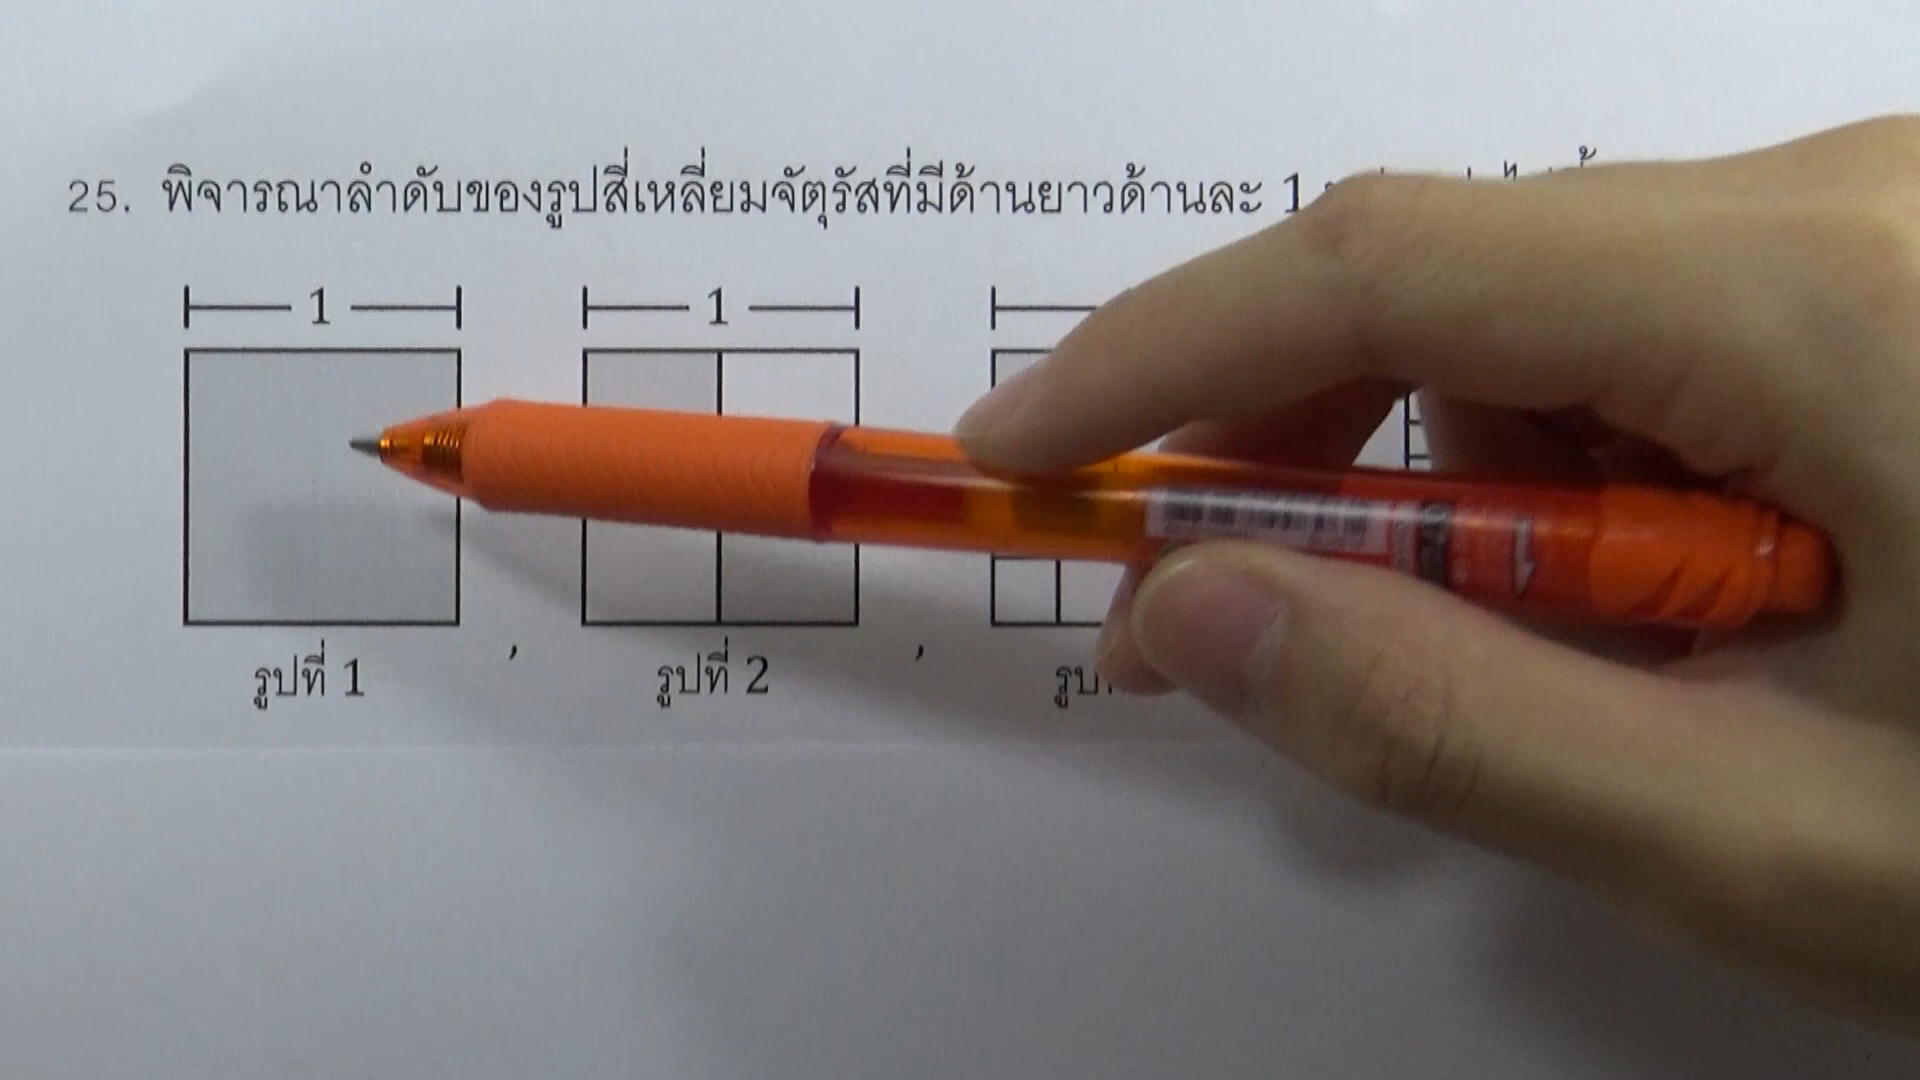 25. พิจารณาลำดับของรูปสี่เหลี่ยมจัตุรัสที่มีด้านยาวด้านละ 1
1 1
รูปที่ 1 , รูปที่ 2 ,